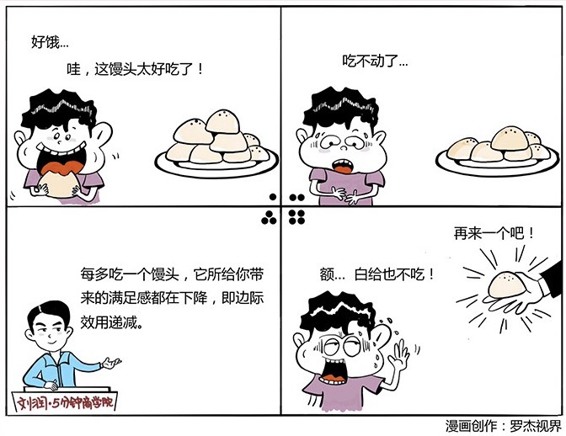 好饿...
哇，这馒头太好吃了！
吃不动了...
每多吃一个馒头，它所给你带
来的满足感都在下降，即边际
效用递减。
刘润·5分钟商学院
再来一个吧！
额... 白给也不吃！
漫画创作：罗杰视界